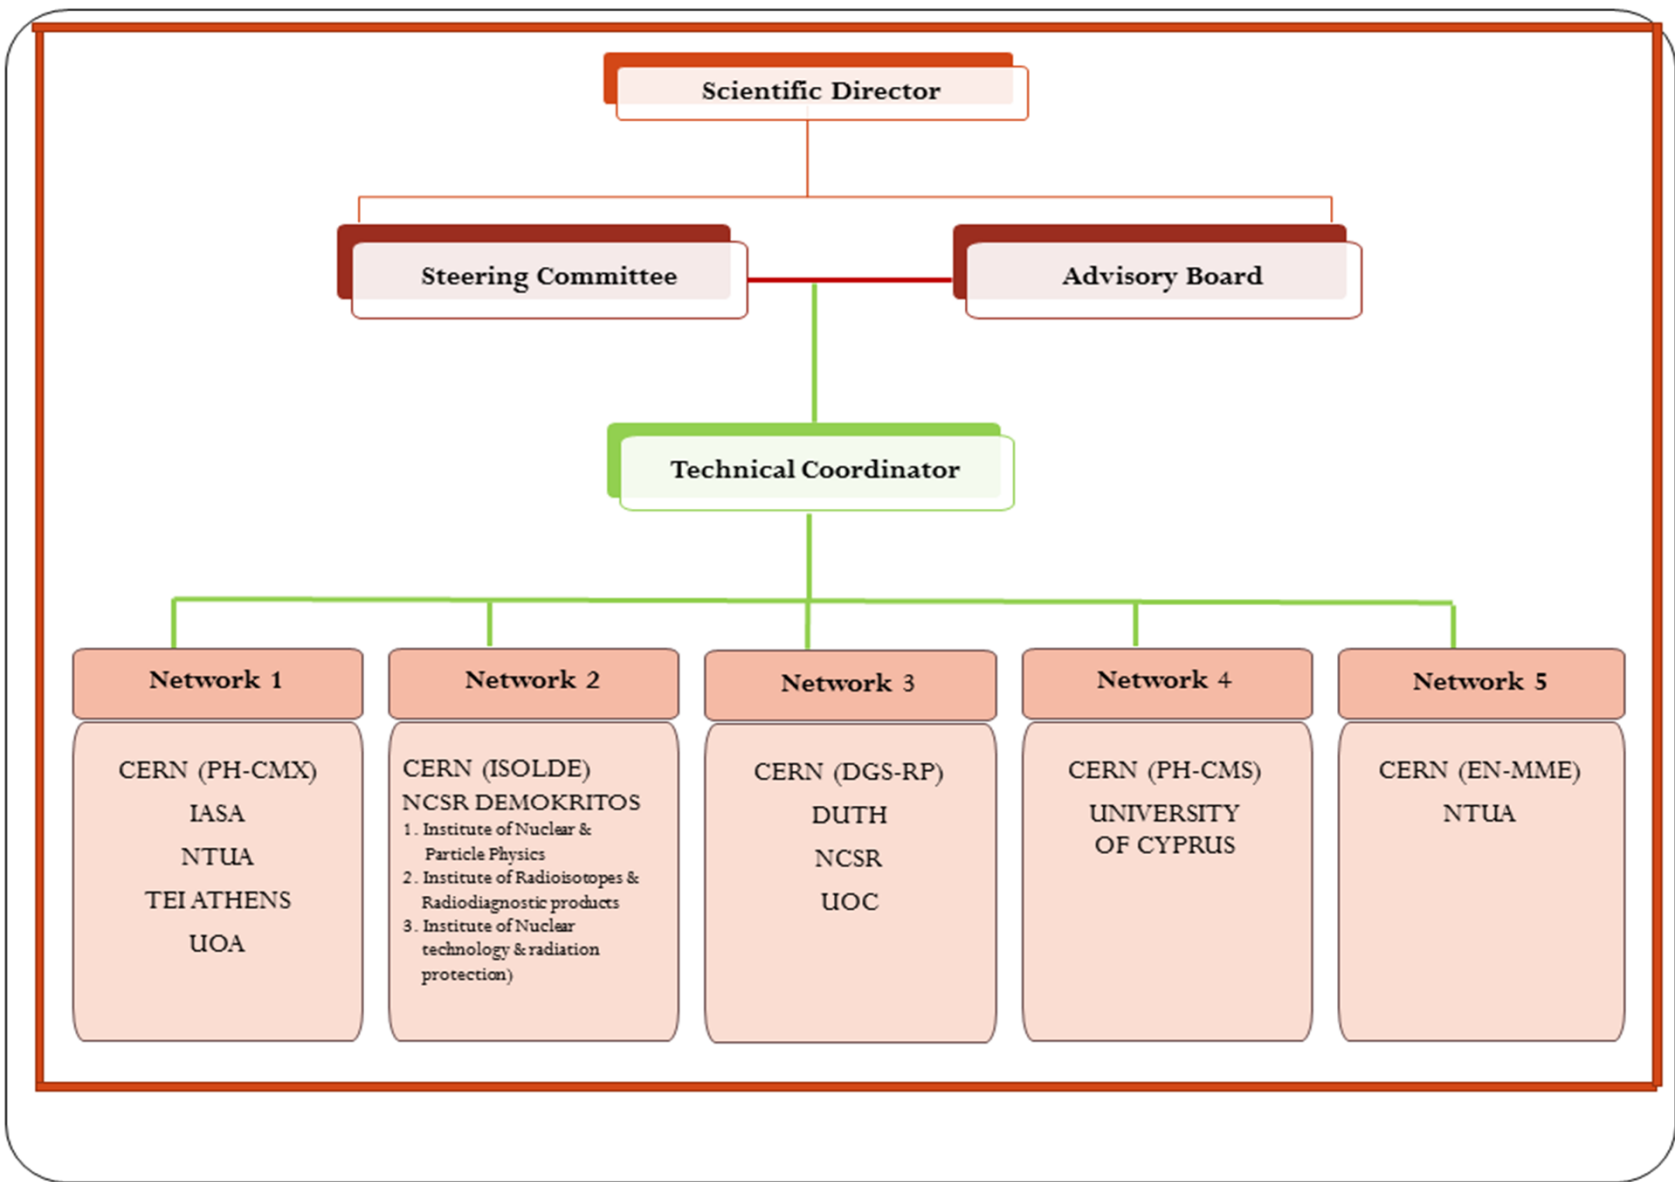 Scientific Director
Steering Committee
Advisory Board
Technical Coordinator
Network 1
CERN (PH-CMX)
IASA
NTUA
TEI ATHENS
UOA
Network 2
CERN (ISOLDE)
NCSR DEMOKRITOS
1. Institute of Nuclear &
Particle Physics
2. Institute of Radioisotopes &
Radiodiagnostic products
3. Institute of Nuclear
technology & radiation
protection)
Network 3
CERN (DGS-RP)
DUTH
NCSR
UOC
Network 4
CERN (PH-CMS)
UNIVERSITY
OF CYPRUS
Network 5
CERN (EN-MME)
NTUA